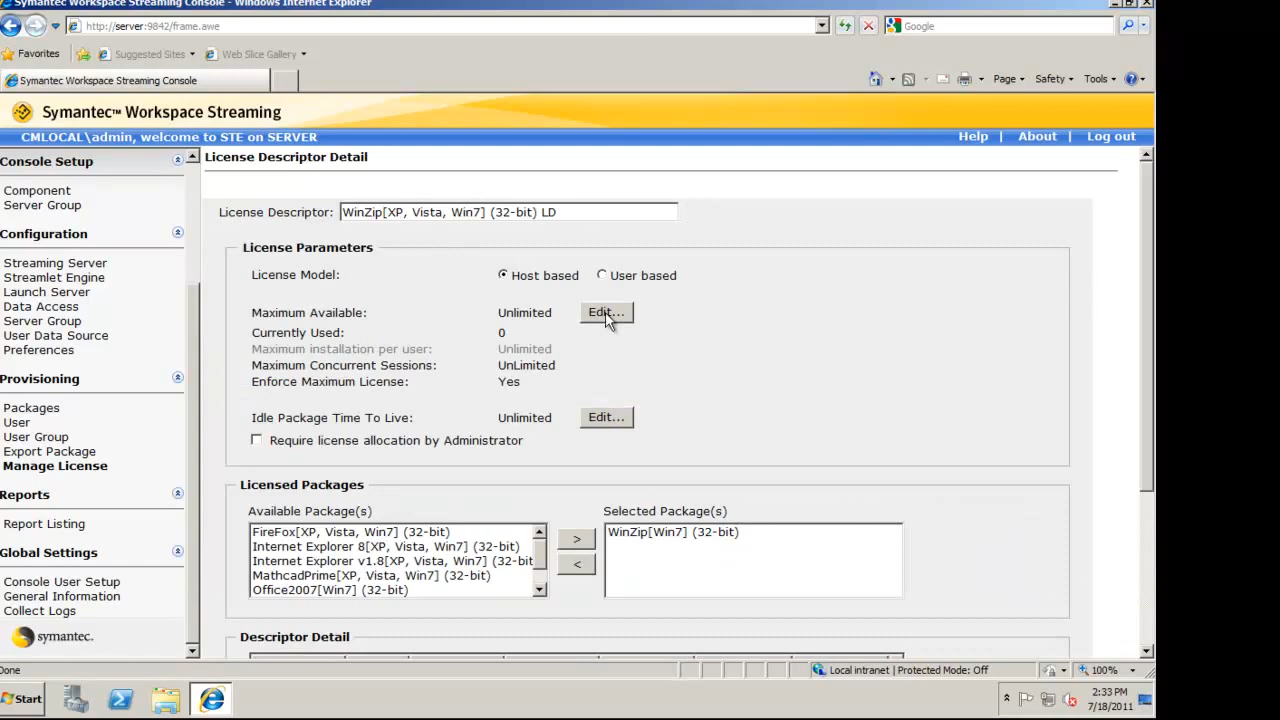 Symantec Workspace Streaming Console - Windows Internet Explorer
http://server:9842/frame.awe
Google
Favorites Suggested Sites Web Slice Gallery
Symantec Workspace Streaming Console
Page Safety Tools
Symantec™ Workspace Streaming
CMLOCAL\admin, welcome to STE on SERVER
Help | About | Log out
Console Setup
Component
Server Group
Configuration
Streaming Server
Streamlet Engine
Launch Server
Data Access
Server Group
User Data Source
Preferences
Provisioning
Packages
User
User Group
Export Package
Manage License
Reports
Report Listing
Global Settings
Console User Setup
General Information
Collect Logs
symantec.
License Descriptor Detail
License Descriptor: WinZip[XP, Vista, Win7] (32-bit) LD
License Parameters
License Model: Host based User based
Maximum Available: Unlimited Edit...
Currently Used: 0
Maximum installation per user: Unlimited
Maximum Concurrent Sessions: UnLimited
Enforce Maximum License: Yes
Idle Package Time To Live: Unlimited Edit...
Require license allocation by Administrator
Licensed Packages
Available Package(s)
FireFox[XP, Vista, Win7] (32-bit)
Internet Explorer 8[XP, Vista, Win7] (32-bit)
Internet Explorer v1.8[XP, Vista, Win7] (32-bit
MathcadPrime[XP, Vista, Win7] (32-bit)
Office2007[Win7] (32-bit)
>
<
Selected Package(s)
WinZip[Win7] (32-bit)
Descriptor Detail
Done
Local intranet | Protected Mode: Off
100%
Start
2:33 PM
7/18/2011